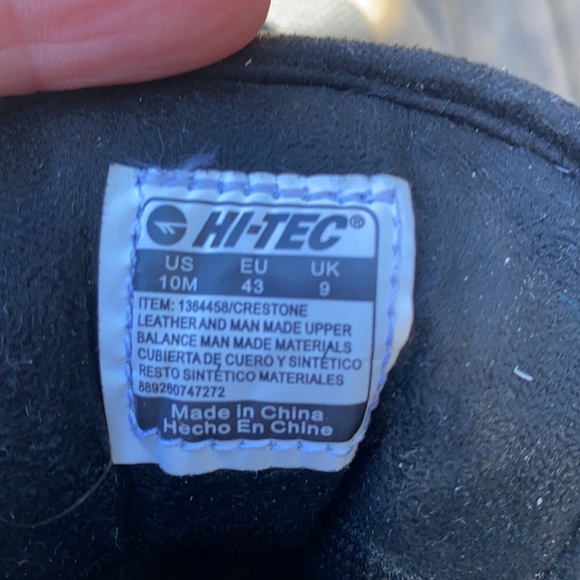 HI-TEC®
US EU UK
10M 43 9
ITEM: 1364458/CRESTONE
LEATHER AND MAN MADE UPPER
BALANCE MAN MADE MATERIALS
CUBIERTA DE CUERO Y SINTÉTICO
RESTO SINTÉTICO MATERIALES
889260747272
Made in China
Hecho En Chine